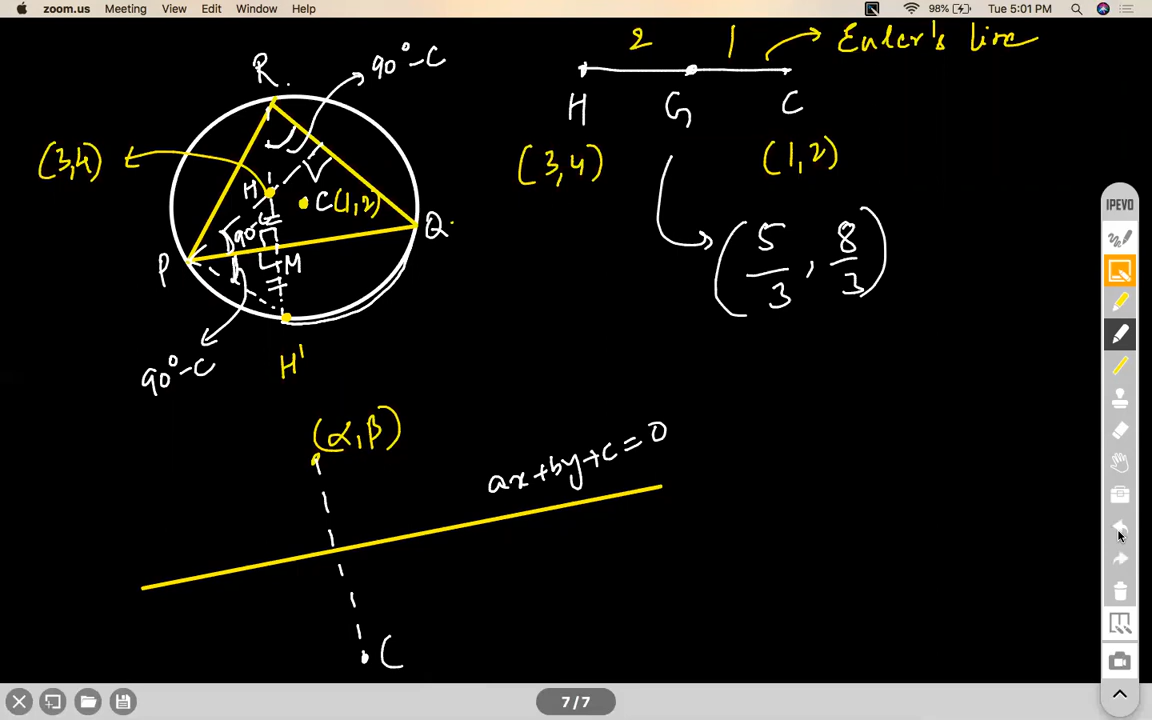 zoom.us Meeting View Edit Window Help 98% Tue 5:01 PM
2 1 Euler's line
R 90°-C
H G C
(3,4) (3,4) (1,2)
H C(1,2)
90° Q
P M
(5/3, 8/3)
90°-C H'
(α,β)
ax+by+c=0
C
IPEVO
7/7